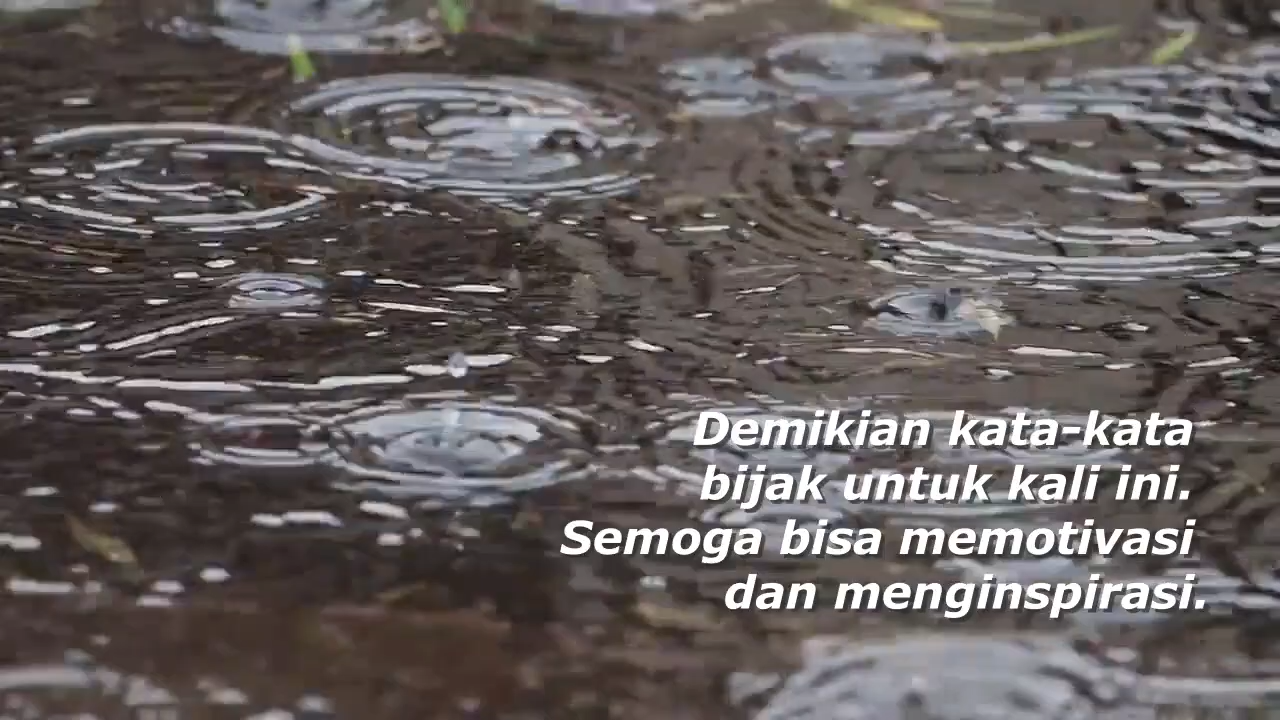 Demikian kata-kata
bijak untuk kali ini.
Semoga bisa memotivasi
dan menginspirasi.